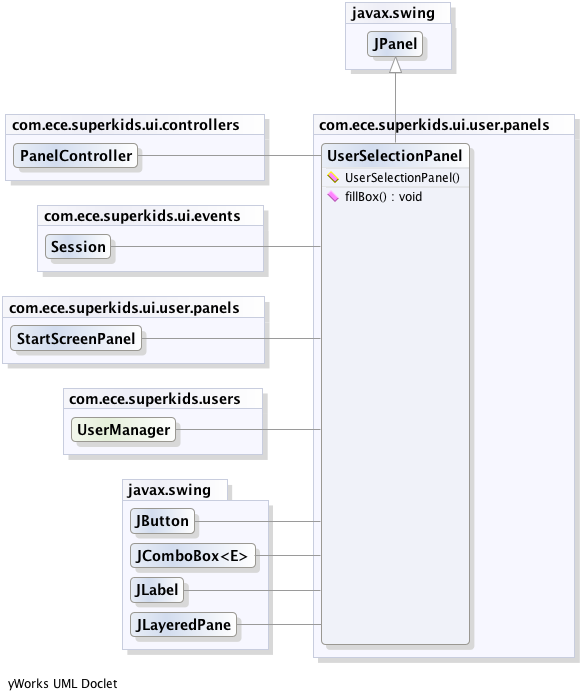 javax.swing
JPanel
com.ece.superkids.ui.controllers
PanelController
com.ece.superkids.ui.user.panels
UserSelectionPanel
UserSelectionPanel()
fillBox() : void
com.ece.superkids.ui.events
Session
com.ece.superkids.ui.user.panels
StartScreenPanel
com.ece.superkids.users
UserManager
javax.swing
JButton
JComboBox<E>
JLabel
JLayeredPane
yWorks UML Doclet